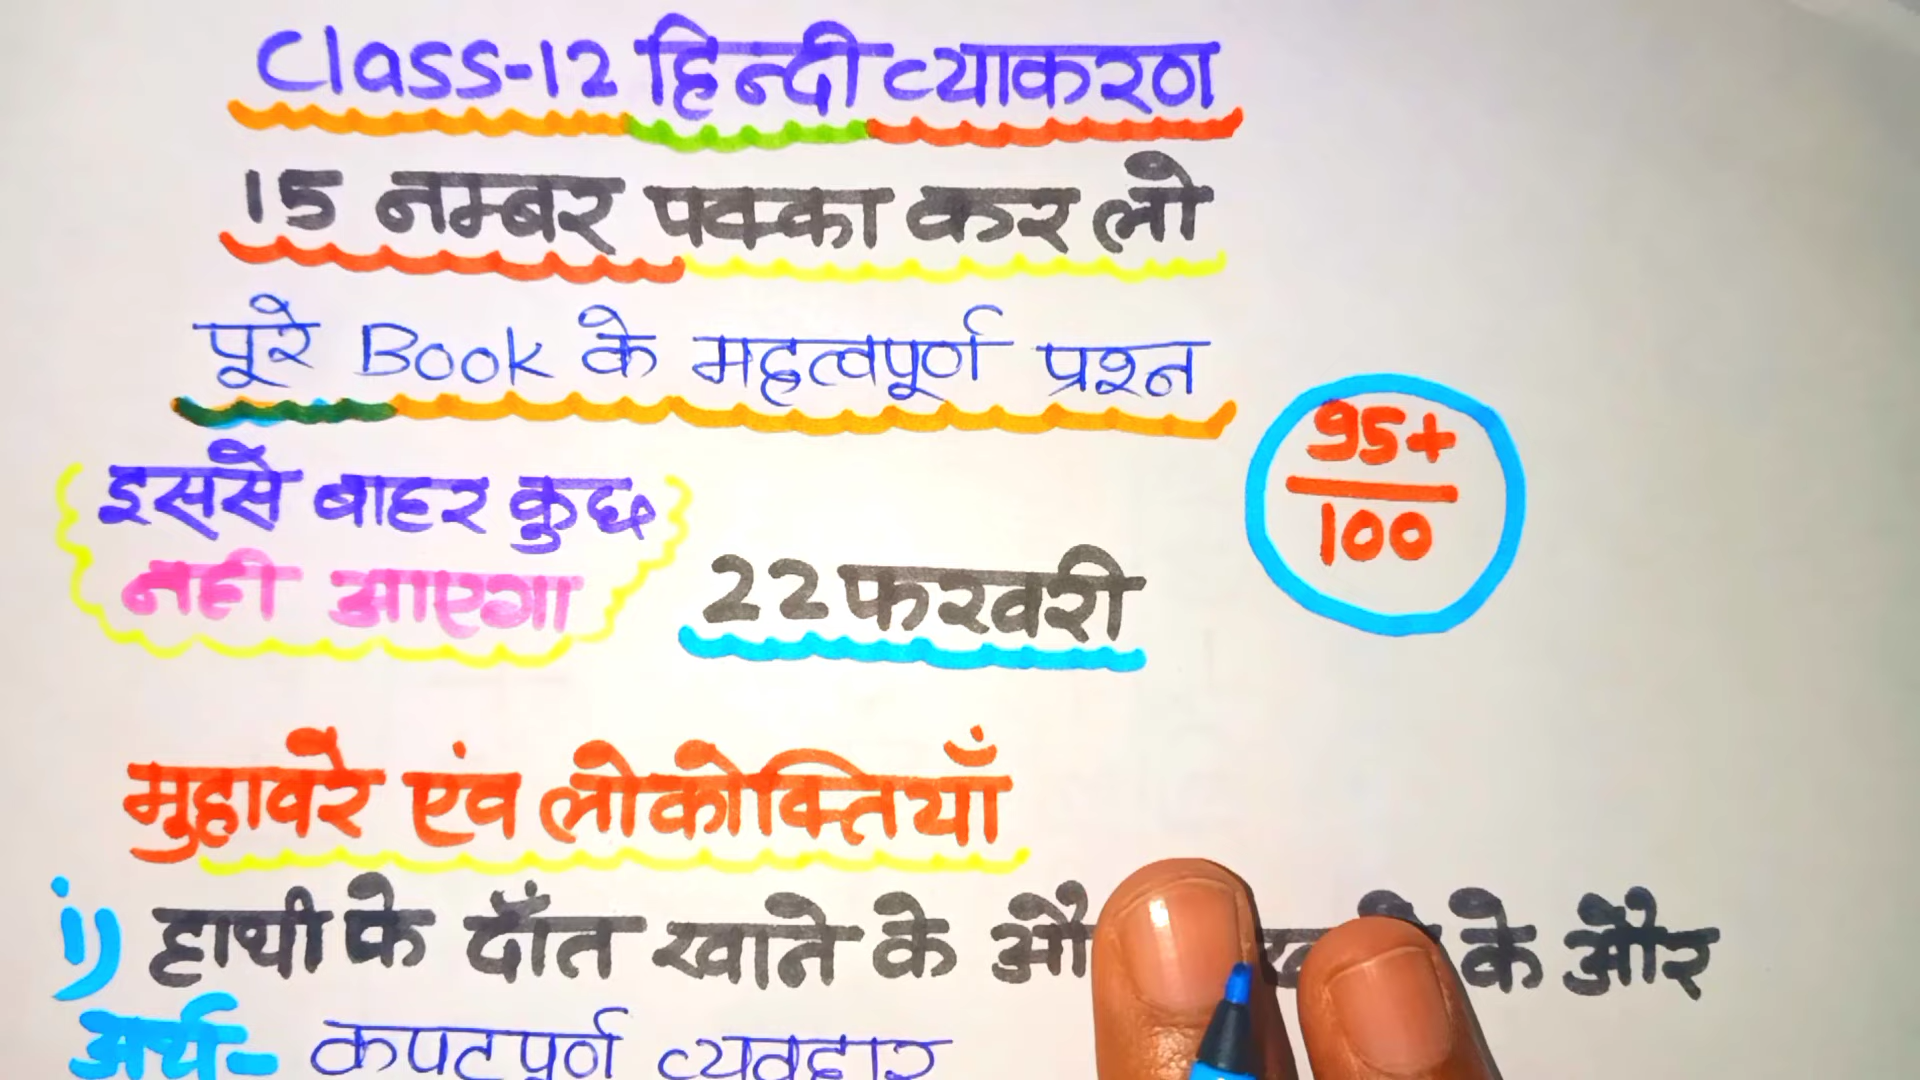 Class-12 हिन्दी व्याकरण
15 नम्बर पक्का कर लो
पूरे Book के महत्वपूर्ण प्रश्न
95+
100
इससे बाहर कुछ
नही आएगा
22 फरवरी
मुहावरे एंव लोकोक्तियाँ
i) हाथी के दाँत खाने के के और
अर्थ- कपटपूर्ण व्यवहार